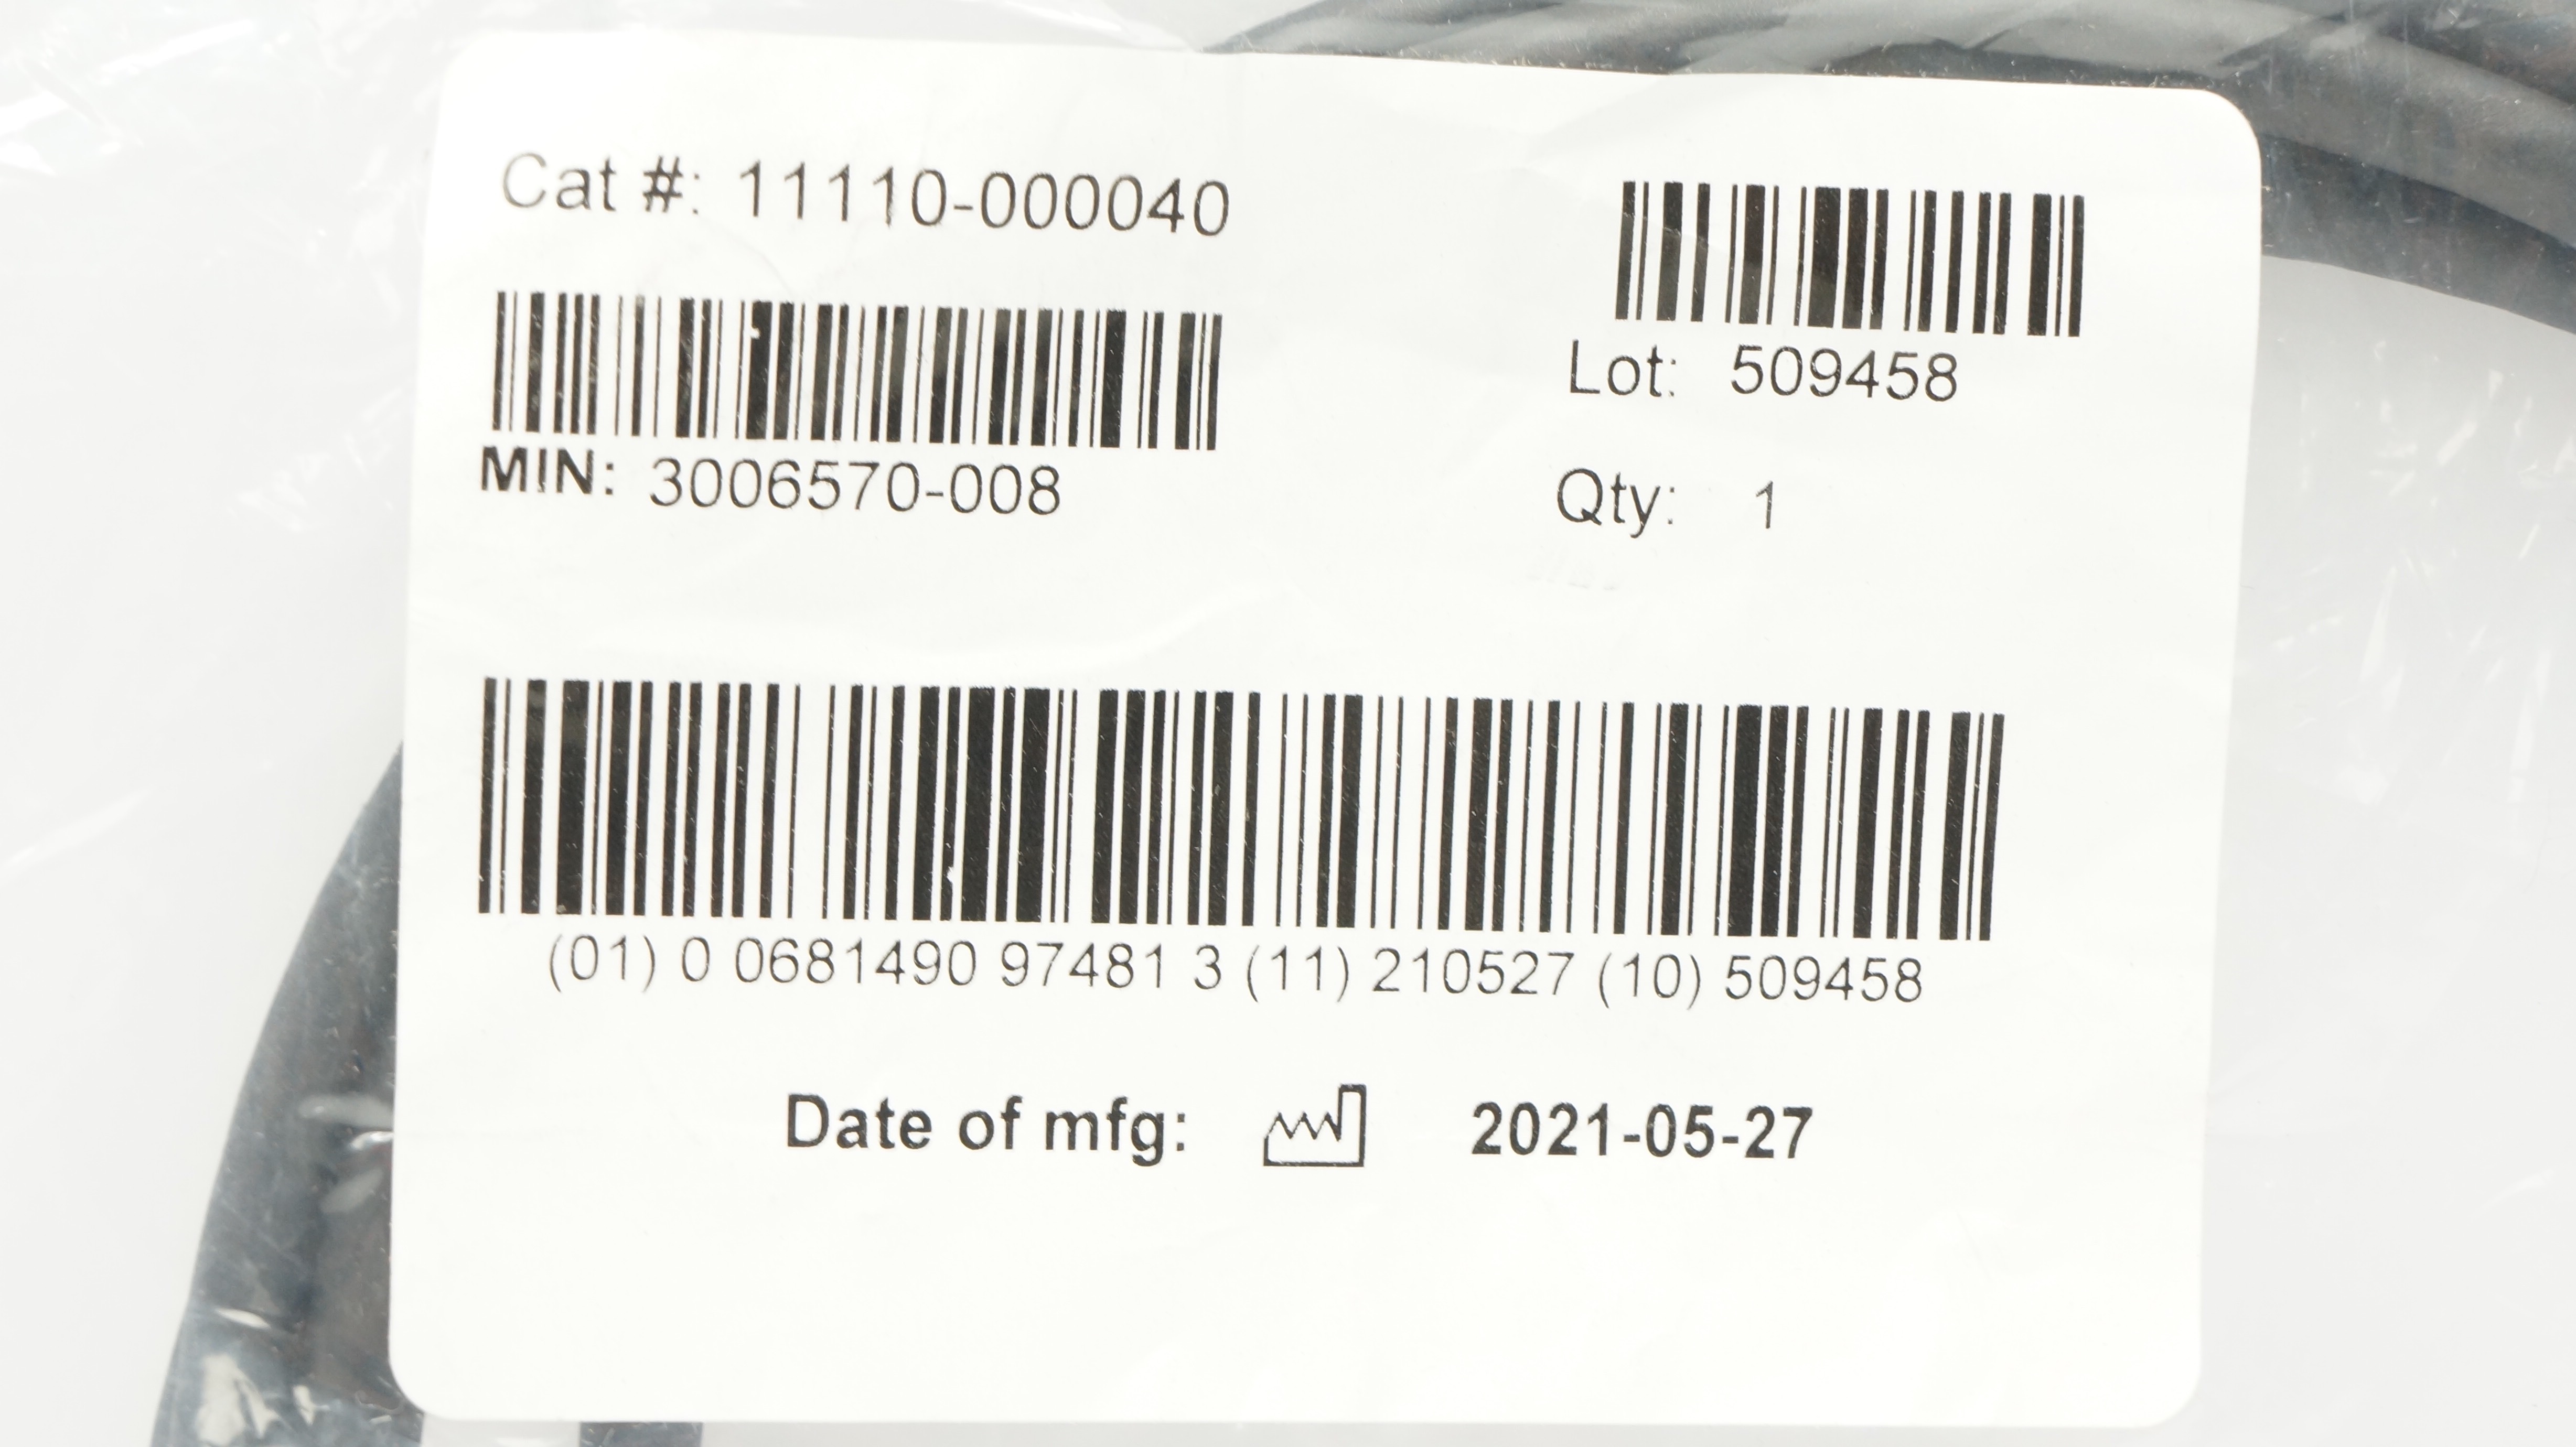 Cat #: 11110-000040
MIN: 3006570-008
Lot: 509458
Qty: 1
(01) 0 0681490 97481 3 (11) 210527 (10) 509458
Date of mfg: 2021-05-27